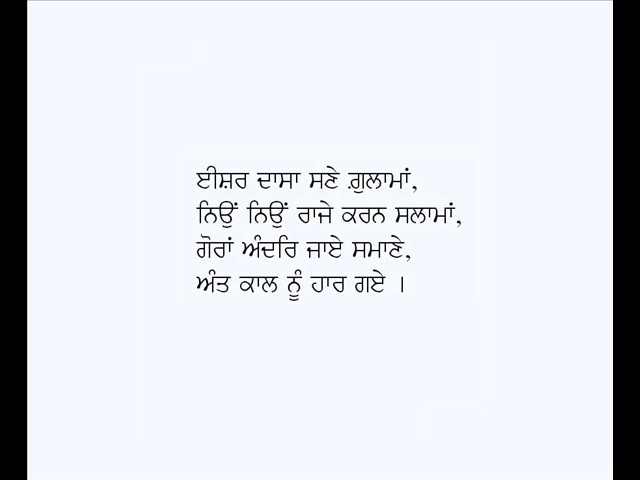 ਈਸ਼ਰ ਦਾਸਾ ਸਣੇ ਗ਼ੁਲਾਮਾਂ,
ਨਿਉਂ ਨਿਉਂ ਰਾਜੇ ਕਰਨ ਸਲਾਮਾਂ,
ਗੋਰਾਂ ਅੰਦਰਿ ਜਾਏ ਸਮਾਣੇ,
ਅੰਤ ਕਾਲ ਨੂੰ ਹਾਰ ਗਏ ।